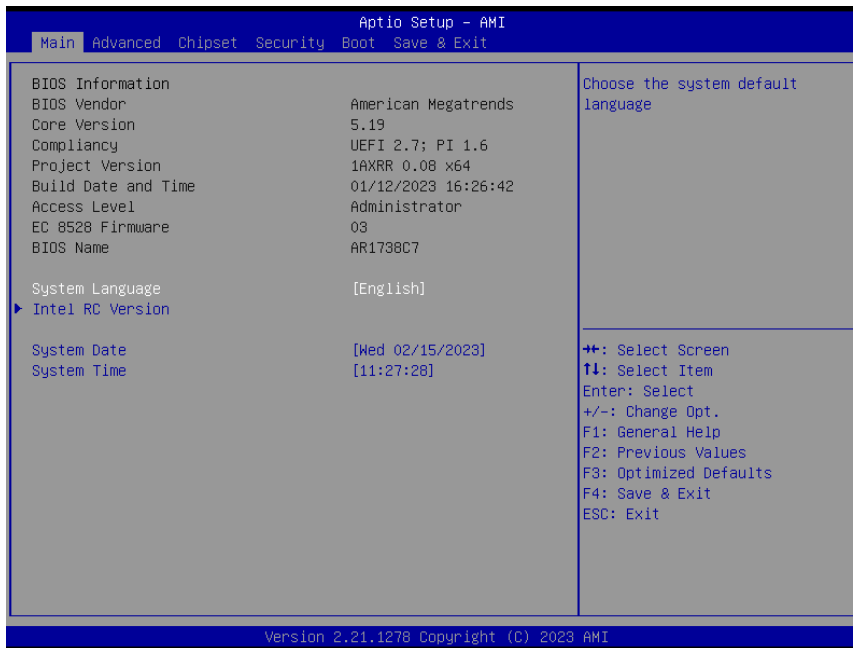 Aptio Setup – AMI
Main Advanced Chipset Security Boot Save & Exit
BIOS Information
BIOS Vendor American Megatrends
Core Version 5.19
Compliancy UEFI 2.7; PI 1.6
Project Version 1AXRR 0.08 x64
Build Date and Time 01/12/2023 16:26:42
Access Level Administrator
EC 8528 Firmware 03
BIOS Name AR1738C7
System Language [English]
Intel RC Version
System Date [Wed 02/15/2023]
System Time [11:27:28]
Choose the system default
language
→←: Select Screen
↑↓: Select Item
Enter: Select
+/-: Change Opt.
F1: General Help
F2: Previous Values
F3: Optimized Defaults
F4: Save & Exit
ESC: Exit
Version 2.21.1278 Copyright (C) 2023 AMI